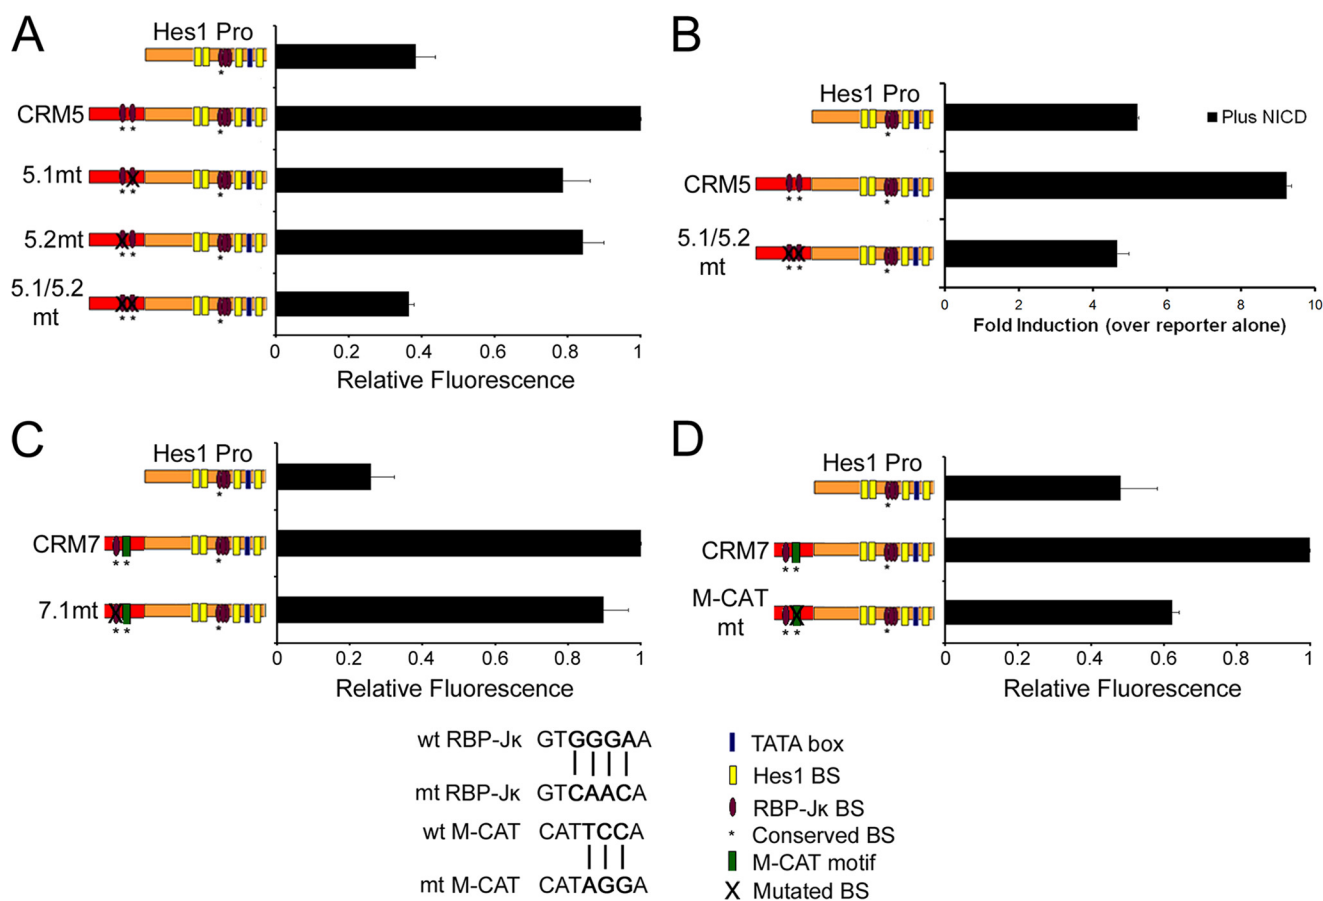 A
Hes1 Pro
*
CRM5
* * *
5.1mt
* * *
5.2mt
* * *
5.1/5.2
mt
* * *
0 0.2 0.4 0.6 0.8 1
Relative Fluorescence
B
Hes1 Pro
*
Plus NICD
CRM5
* * *
5.1/5.2
mt
* * *
0 2 4 6 8 10
Fold Induction (over reporter alone)
C
Hes1 Pro
*
CRM7
* * *
7.1mt
* * *
0 0.2 0.4 0.6 0.8 1
Relative Fluorescence
D
Hes1 Pro
*
CRM7
* * *
M-CAT
mt
* * *
0 0.2 0.4 0.6 0.8 1
Relative Fluorescence
wt RBP-Jκ GTGGGAA
mt RBP-Jκ GTCAACA
wt M-CAT CATTCCA
mt M-CAT CATAGGA
TATA box
Hes1 BS
RBP-Jκ BS
* Conserved BS
M-CAT motif
X Mutated BS